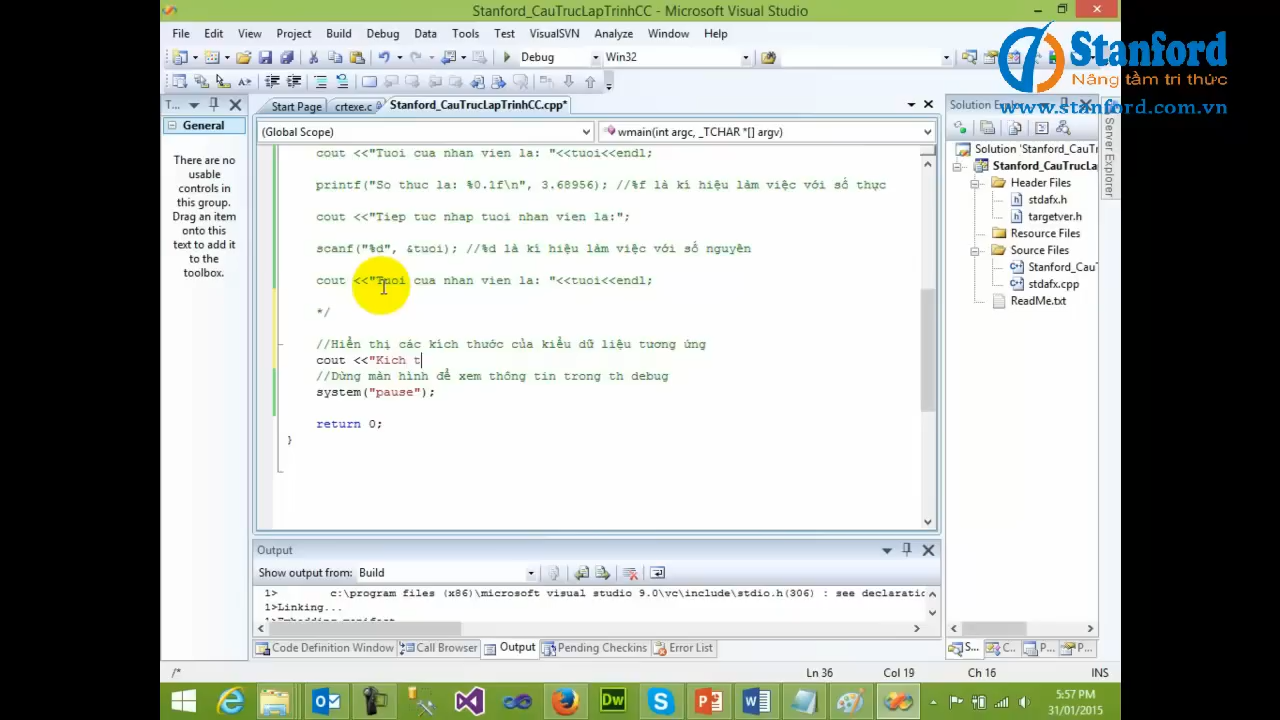 Stanford_CauTrucLapTrinhCC - Microsoft Visual Studio
Stanford
Nâng tầm tri thức
www.stanford.com.vn
File Edit View Project Build Debug Data Tools Test VisualSVN Analyze Window Help
Debug Win32
T... Start Page crtexe.c Stanford_CauTrucLapTrinhCC.cpp*
General
There are no
usable
controls in
this group.
Drag an item
onto this
text to add it
to the
toolbox.
(Global Scope) wmain(int argc, _TCHAR *[] argv)
cout <<"Tuoi cua nhan vien la: "<<tuoi<<endl;
printf("So thuc la: %0.1f\n", 3.68956); //%f là kí hiệu làm việc với số thực
cout <<"Tiep tuc nhap tuoi nhan vien la:";
scanf("%d", &tuoi); //%d là kí hiệu làm việc với số nguyên
cout <<"Tuoi cua nhan vien la: "<<tuoi<<endl;
*/
//Hiển thị các kích thước của kiểu dữ liệu tương ứng
cout <<"Kich t
//Dừng màn hình để xem thông tin trong th debug
system("pause");
return 0;
}
Solution 'Stanford_CauTr
Stanford_CauTrucLa
Header Files
stdafx.h
targetver.h
Resource Files
Source Files
Stanford_CauT
stdafx.cpp
ReadMe.txt
Server Explorer
Output
Show output from: Build
1> c:\program files (x86)\microsoft visual studio 9.0\vc\include\stdio.h(306) : see declaratio
1>Linking...
1>Embedding manifest
Code Definition Window Call Browser Output Pending Checkins Error List
S... C... P... P...
/* Ln 36 Col 19 Ch 16 INS
5:57 PM
31/01/2015